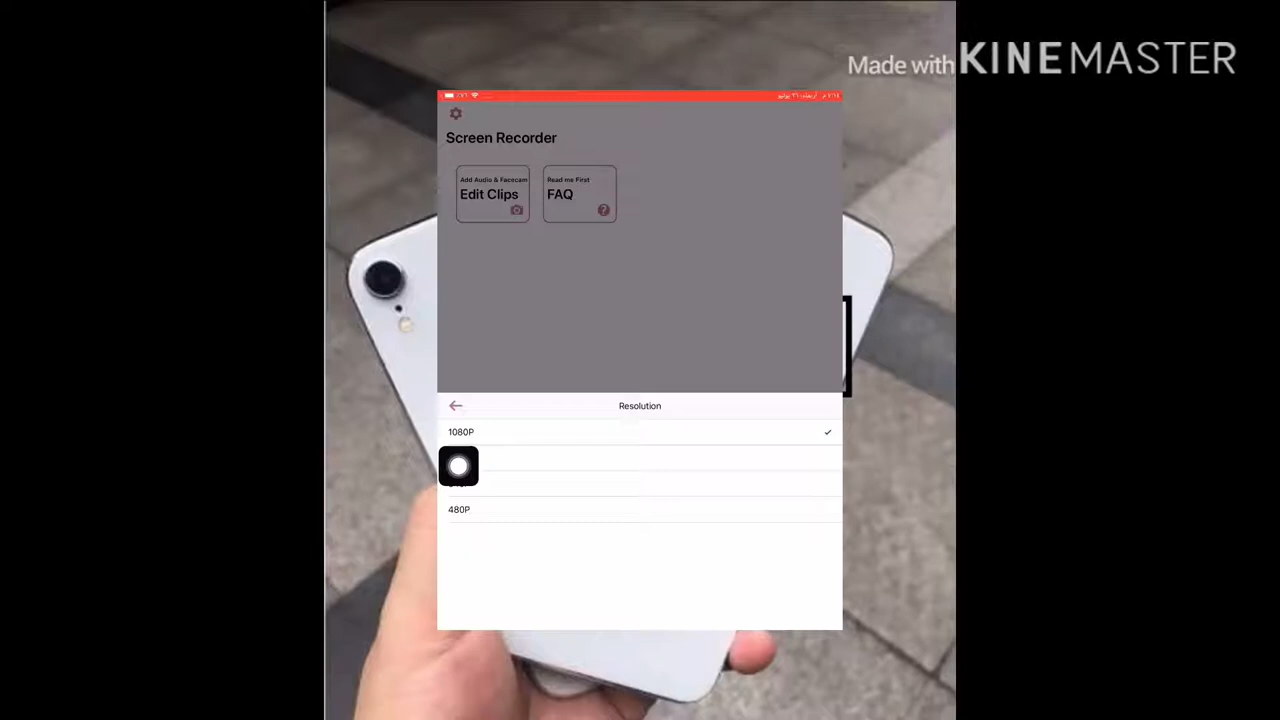 Made with KINEMASTER
Screen Recorder
Add Audio & Facecam
Edit Clips
Read me First
FAQ
Resolution
1080P
480P